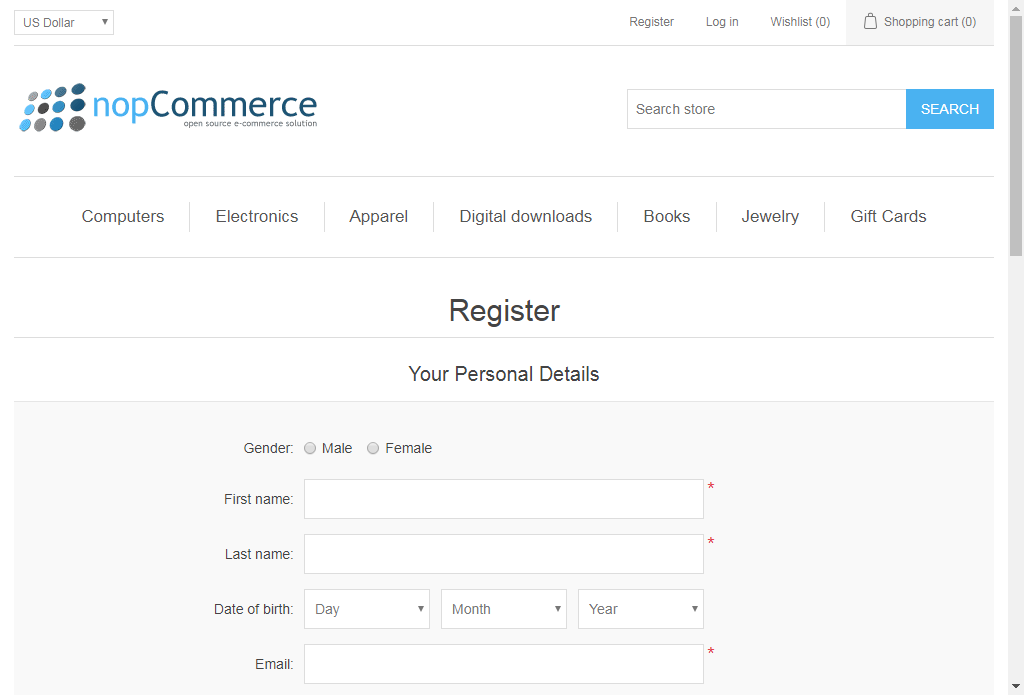 US Dollar
Register
Log in
Wishlist (0)
Shopping cart (0)
nopCommerce
open source e-commerce solution
Search store
SEARCH
Computers
Electronics
Apparel
Digital downloads
Books
Jewelry
Gift Cards
Register
Your Personal Details
Gender: Male Female
First name: *
Last name: *
Date of birth: Day Month Year
Email: *